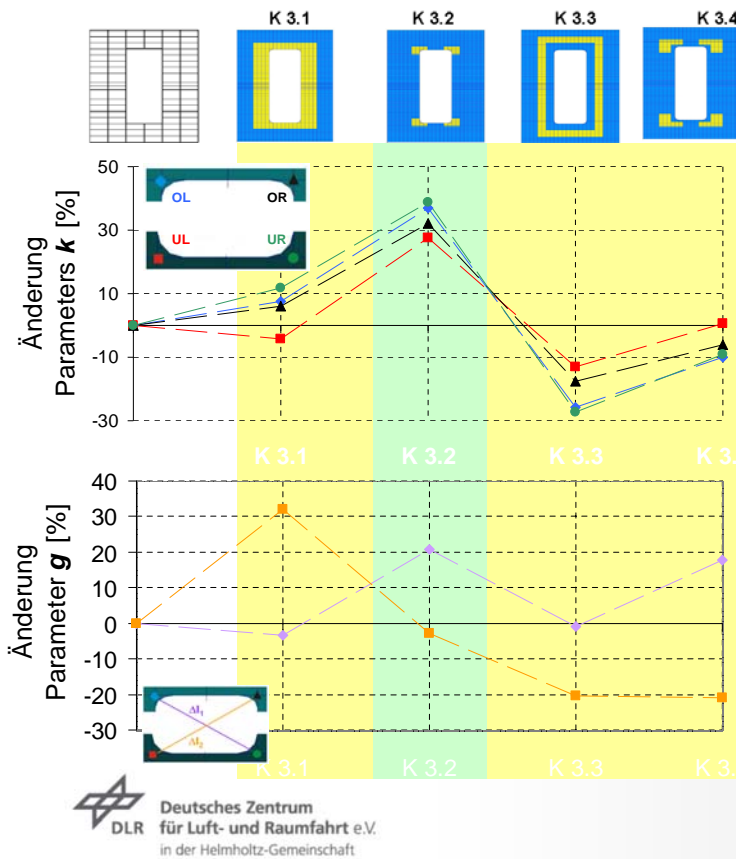 K 3.1 K 3.2 K 3.3 K 3.4
50
30
10
-10
-30
Änderung
Parameters k [%]
OL OR
UL UR
K 3.1 K 3.2 K 3.3 K 3.
40
30
20
10
0
-10
-20
-30
Änderung
Parameter g [%]
Δl₁
Δl₂
K 3.1 K 3.2 K 3.3 K 3.
DLR
Deutsches Zentrum
für Luft- und Raumfahrt e.V.
in der Helmholtz-Gemeinschaft